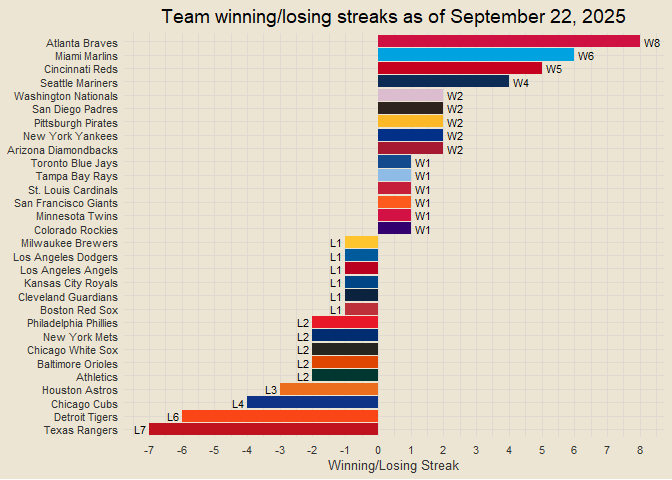 Team winning/losing streaks as of September 22, 2025
Atlanta Braves W8
Miami Marlins W6
Cincinnati Reds W5
Seattle Mariners W4
Washington Nationals W2
San Diego Padres W2
Pittsburgh Pirates W2
New York Yankees W2
Arizona Diamondbacks W2
Toronto Blue Jays W1
Tampa Bay Rays W1
St. Louis Cardinals W1
San Francisco Giants W1
Minnesota Twins W1
Colorado Rockies W1
Milwaukee Brewers L1
Los Angeles Dodgers L1
Los Angeles Angels L1
Kansas City Royals L1
Cleveland Guardians L1
Boston Red Sox L1
Philadelphia Phillies L2
New York Mets L2
Chicago White Sox L2
Baltimore Orioles L2
Athletics L2
Houston Astros L3
Chicago Cubs L4
Detroit Tigers L6
Texas Rangers L7
-7 -6 -5 -4 -3 -2 -1 0 1 2 3 4 5 6 7 8
Winning/Losing Streak